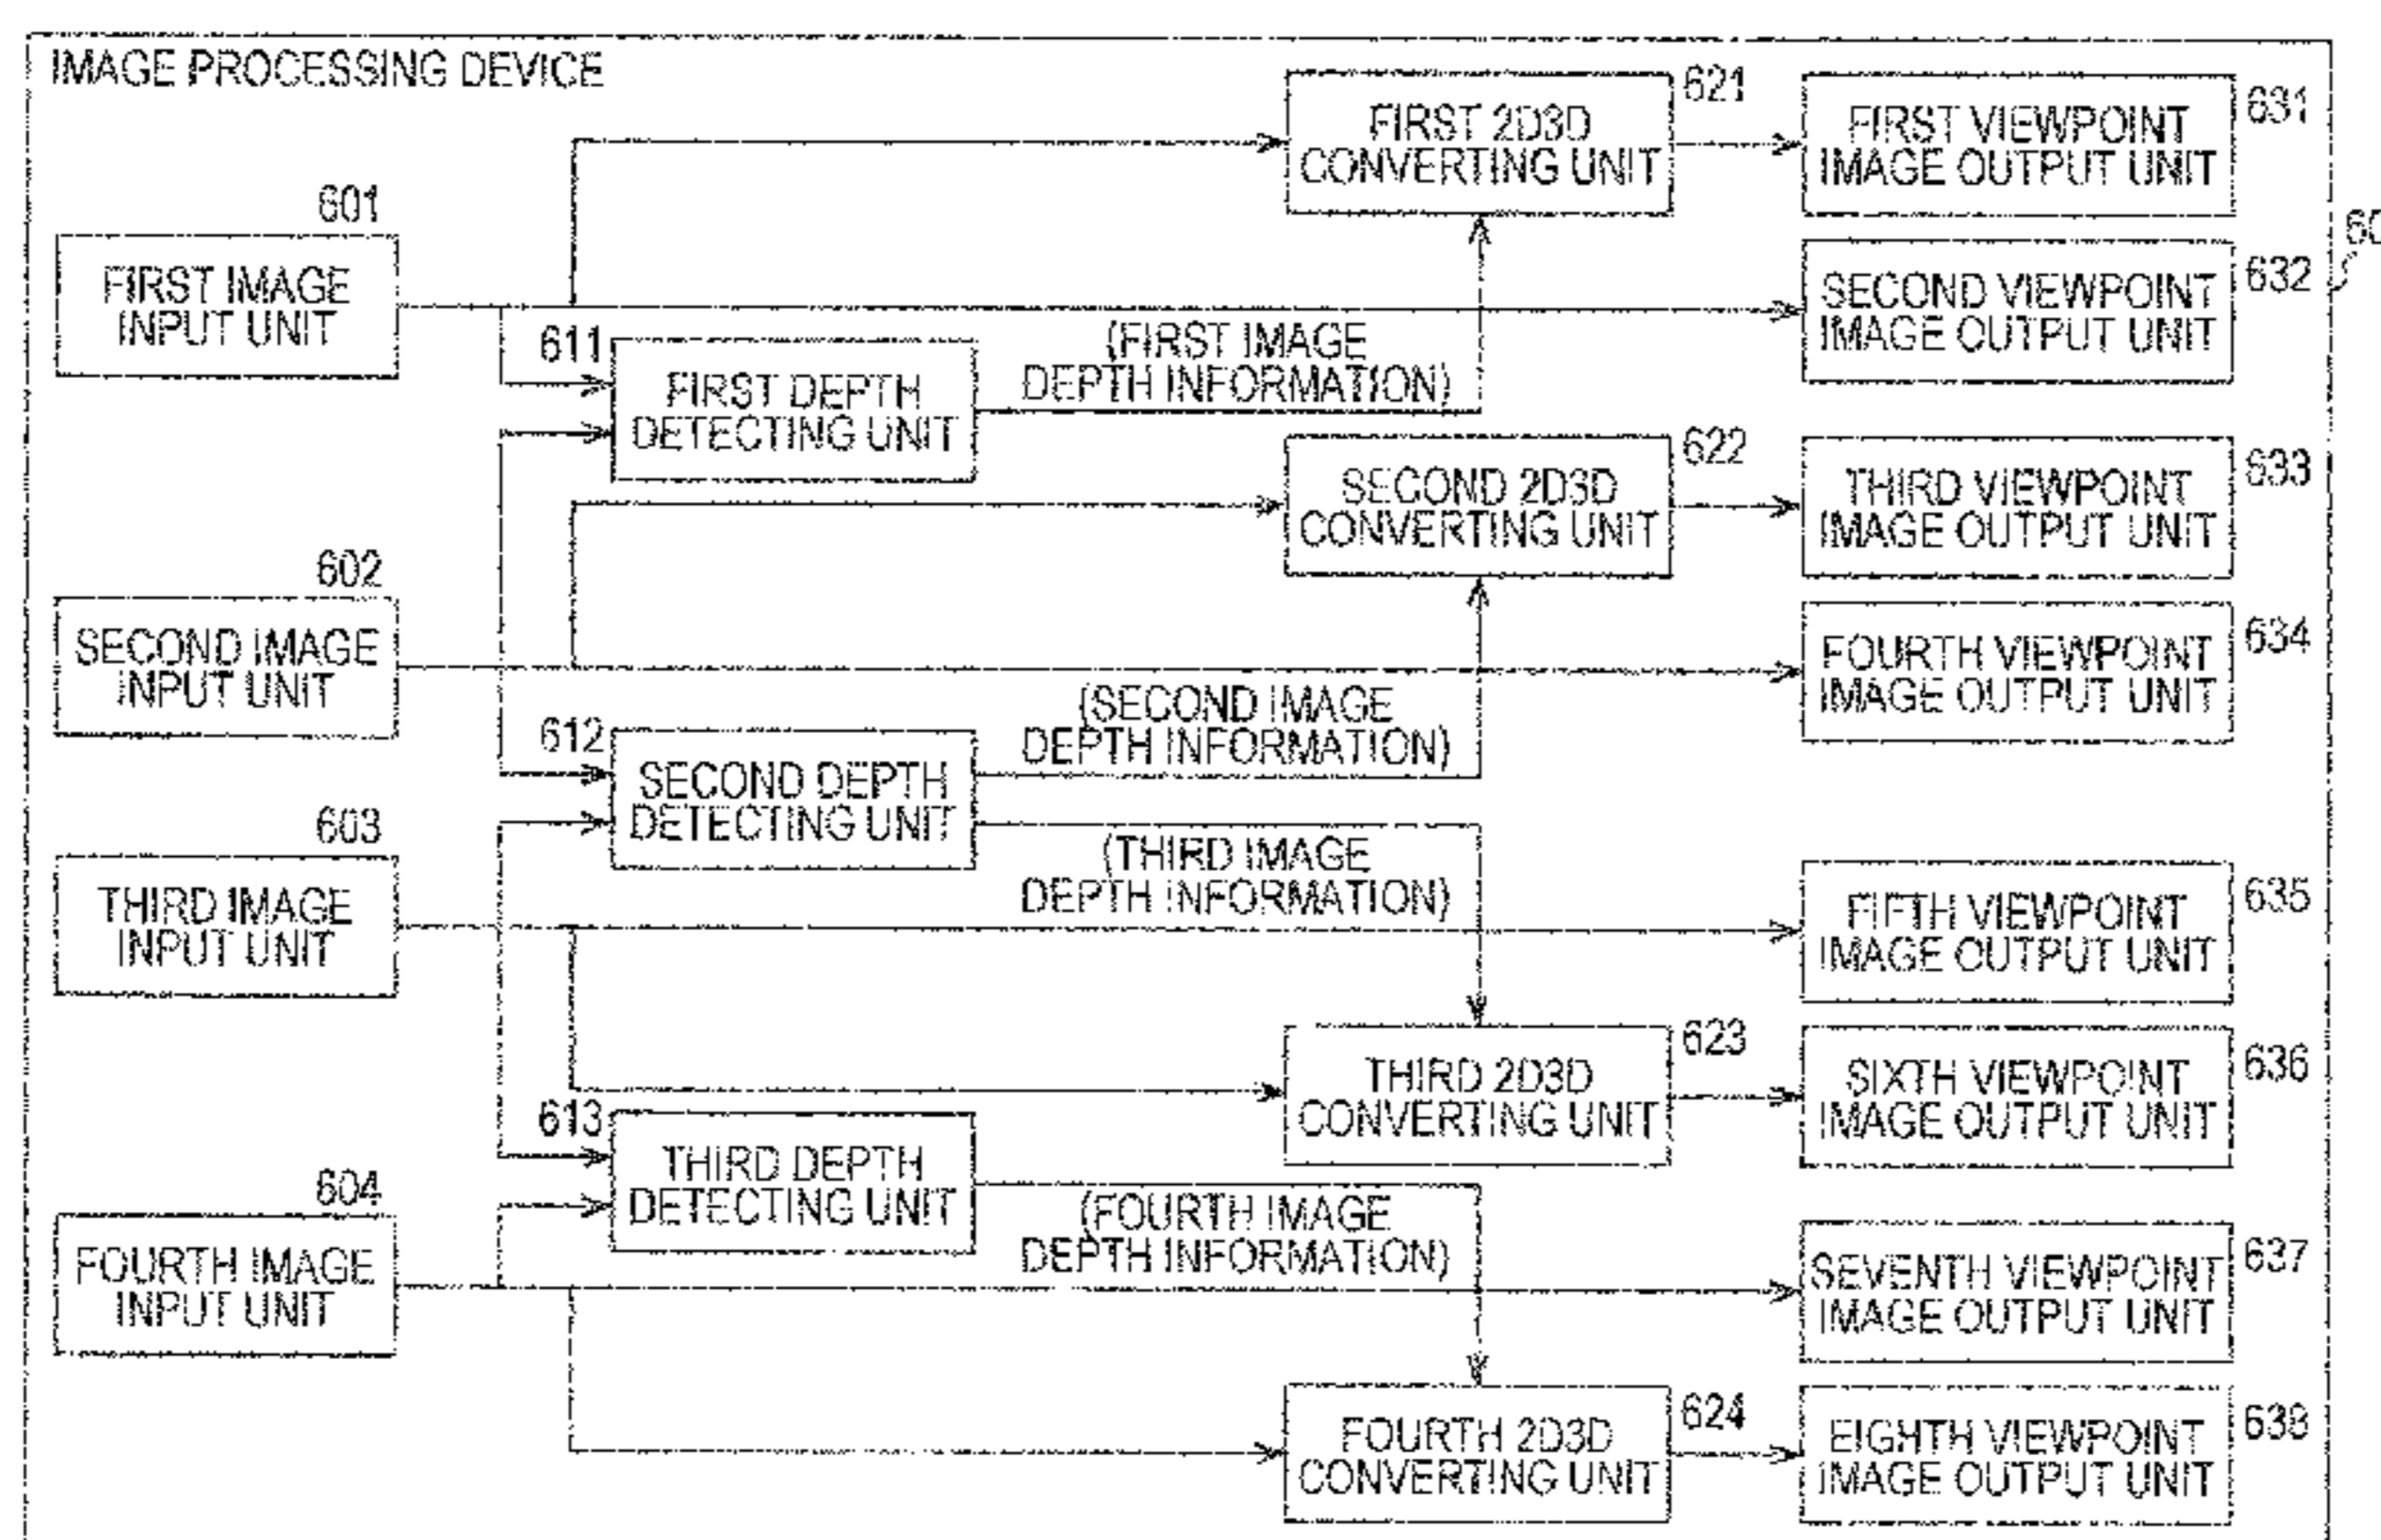 IMAGE PROCESSING DEVICE
621
FIRST 2D3D
CONVERTING UNIT
631
FIRST VIEWPOINT
IMAGE OUTPUT UNIT
601
FIRST IMAGE
INPUT UNIT
60
632
SECOND VIEWPOINT
IMAGE OUTPUT UNIT
611
FIRST DEPTH
DETECTING UNIT
(FIRST IMAGE
DEPTH INFORMATION)
622
SECOND 2D3D
CONVERTING UNIT
633
THIRD VIEWPOINT
IMAGE OUTPUT UNIT
602
SECOND IMAGE
INPUT UNIT
634
FOURTH VIEWPOINT
IMAGE OUTPUT UNIT
612
SECOND DEPTH
DETECTING UNIT
(SECOND IMAGE
DEPTH INFORMATION)
603
THIRD IMAGE
INPUT UNIT
(THIRD IMAGE
DEPTH INFORMATION)
635
FIFTH VIEWPOINT
IMAGE OUTPUT UNIT
623
THIRD 2D3D
CONVERTING UNIT
636
SIXTH VIEWPOINT
IMAGE OUTPUT UNIT
613
THIRD DEPTH
DETECTING UNIT
604
FOURTH IMAGE
INPUT UNIT
(FOURTH IMAGE
DEPTH INFORMATION)
637
SEVENTH VIEWPOINT
IMAGE OUTPUT UNIT
624
FOURTH 2D3D
CONVERTING UNIT
638
EIGHTH VIEWPOINT
IMAGE OUTPUT UNIT